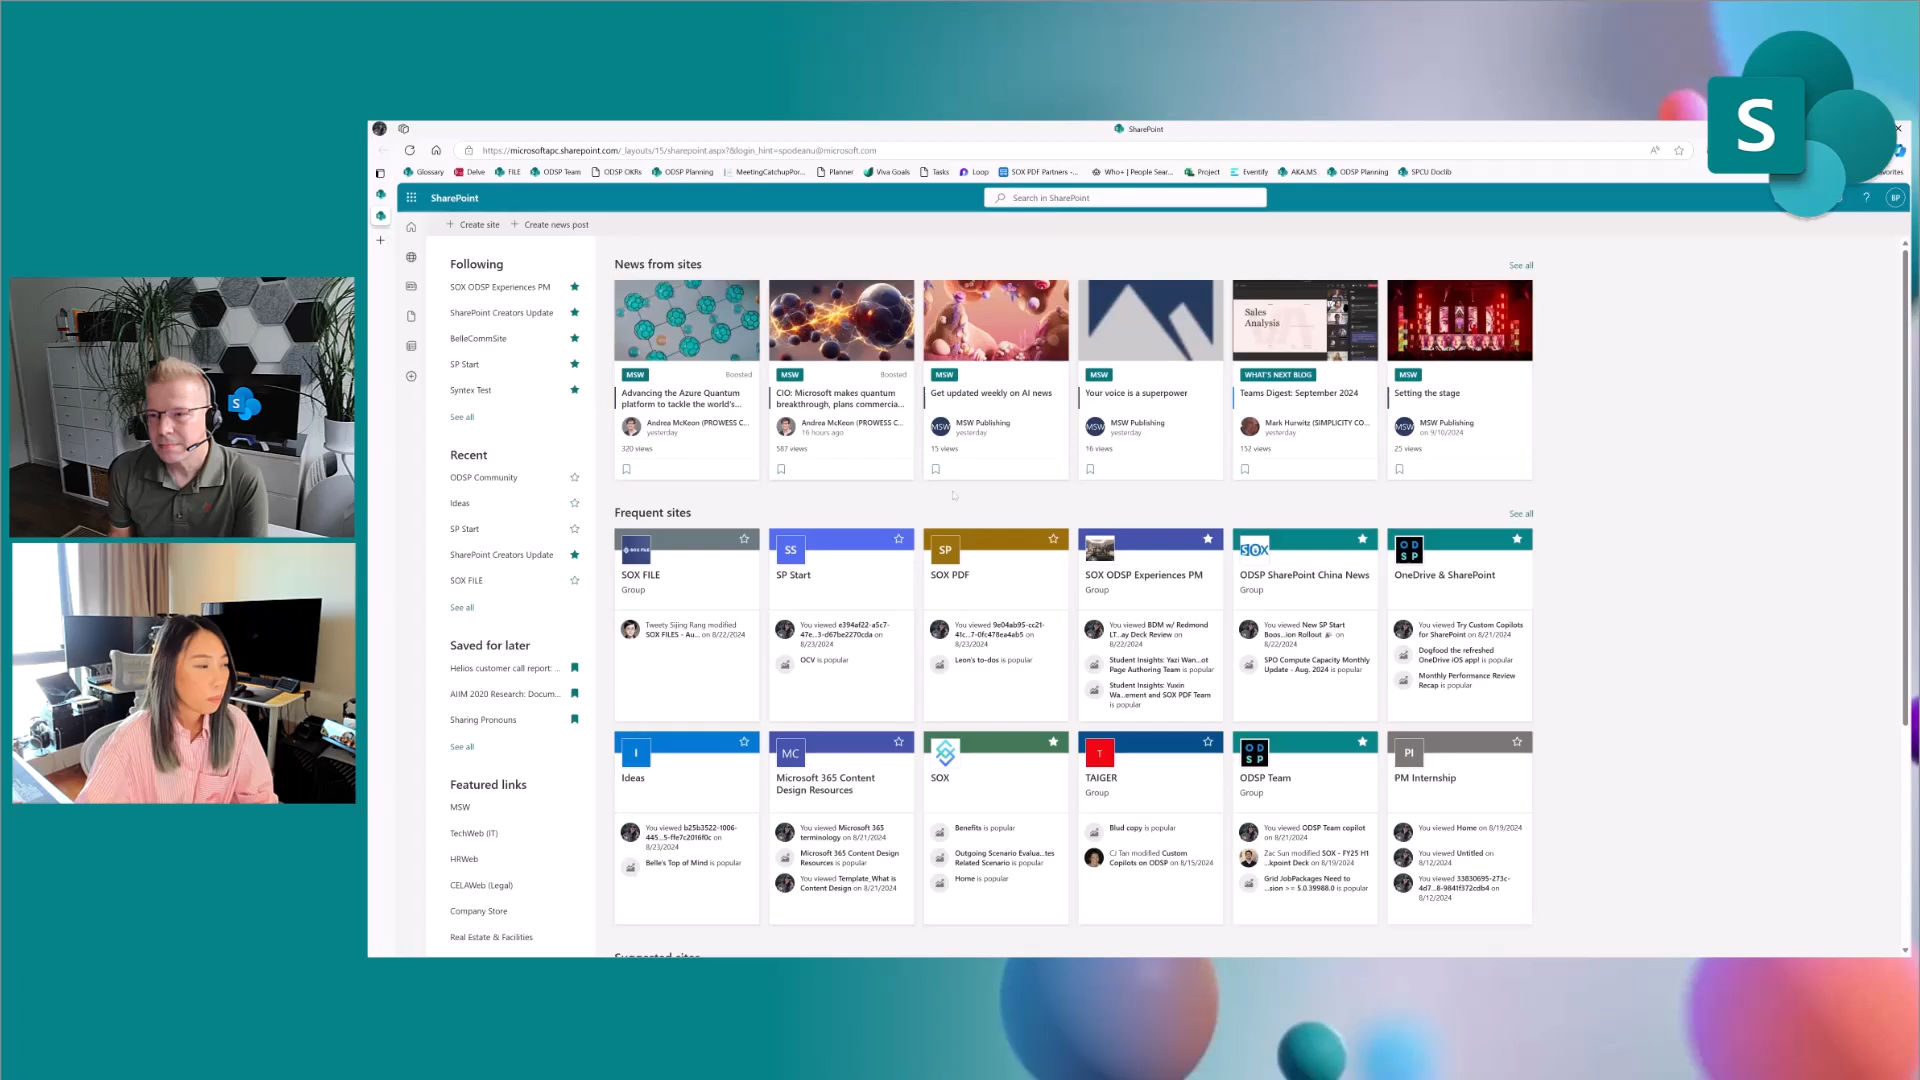 S
SharePoint
https://microsoftapc.sharepoint.com/_layouts/15/sharepoint.aspx?&login_hint=spodeanu@microsoft.com
Glossary Delve FILE ODSP Team ODSP OKRs ODSP Planning MeetingCatchupPor... Planner Viva Goals Tasks Loop SOX PDF Partners -... Who+ | People Sear... Project Eventify AKA.MS ODSP Planning SPCU Doclib
SharePoint
Search in SharePoint
? BP
+ Create site + Create news post
Following
SOX ODSP Experiences PM
SharePoint Creators Update
BelleCommSite
SP Start
Syntex Test
See all
Recent
ODSP Community
Ideas
SP Start
SharePoint Creators Update
SOX FILE
See all
Saved for later
Helios customer call report: ...
AIIM 2020 Research: Docum...
Sharing Pronouns
See all
Featured links
MSW
TechWeb (IT)
HRWeb
CELAWeb (Legal)
Company Store
Real Estate & Facilities
News from sites
See all
MSW
Boosted
Advancing the Azure Quantum
platform to tackle the world's...
Andrea McKeon (PROWESS C...
yesterday
320 views
MSW
Boosted
CIO: Microsoft makes quantum
breakthrough, plans commercia...
Andrea McKeon (PROWESS C...
16 hours ago
587 views
MSW
Get updated weekly on AI news
MSW
MSW Publishing
yesterday
15 views
MSW
Your voice is a superpower
MSW
MSW Publishing
yesterday
16 views
Sales
Analysis
WHAT'S NEXT BLOG
Teams Digest: September 2024
Mark Hurwitz (SIMPLICITY CO...
yesterday
152 views
MSW
Setting the stage
MSW
MSW Publishing
on 9/10/2024
25 views
Frequent sites
See all
SOX FILE
SOX FILE
Group
Tweety Sijing Rang modified
SOX FILES - Au... on 8/22/2024
SS
SP Start
You viewed e394af22-a5c7-
47e...3-d67be2270cda on
8/23/2024
OCV is popular
SP
SOX PDF
You viewed 9e04ab95-cc21-
41c...7-0fc478ea4ab5 on
8/23/2024
Leon's to-dos is popular
SOX ODSP Experiences PM
Group
You viewed BDM w/ Redmond
LT...ay Deck Review on
8/22/2024
Student Insights: Yazi Wan...ot
Page Authoring Team is popular
Student Insights: Yuxin
Wa...ement and SOX PDF Team
is popular
SOX
ODSP SharePoint China News
Group
You viewed New SP Start
Boos...ion Rollout on
8/22/2024
SPO Compute Capacity Monthly
Update - Aug. 2024 is popular
OD
SP
OneDrive & SharePoint
You viewed Try Custom Copilots
for SharePoint on 8/21/2024
Dogfood the refreshed
OneDrive iOS app! is popular
Monthly Performance Review
Recap is popular
I
Ideas
You viewed b25b3522-1006-
445...5-ffe7c2016f0c on
8/23/2024
Belle's Top of Mind is popular
MC
Microsoft 365 Content
Design Resources
You viewed Microsoft 365
terminology on 8/21/2024
Microsoft 365 Content Design
Resources is popular
You viewed Template_What is
Content Design on 8/21/2024
SOX
Benefits is popular
Outgoing Scenario Evalua...tes
Related Scenario is popular
Home is popular
T
TAIGER
Group
Blud copy is popular
CJ Tan modified Custom
Copilots on ODSP on 8/15/2024
OD
SP
ODSP Team
Group
You viewed ODSP Team copilot
on 8/21/2024
Zac Sun modified SOX - FY25 H1
...kpoint Deck on 8/19/2024
Grid JobPackages Need to
...sion >= 5.0.39988.0 is popular
PI
PM Internship
You viewed Home on 8/19/2024
You viewed Untitled on
8/12/2024
You viewed 33830695-273c-
4d7...8-9841f372cdb4 on
8/12/2024